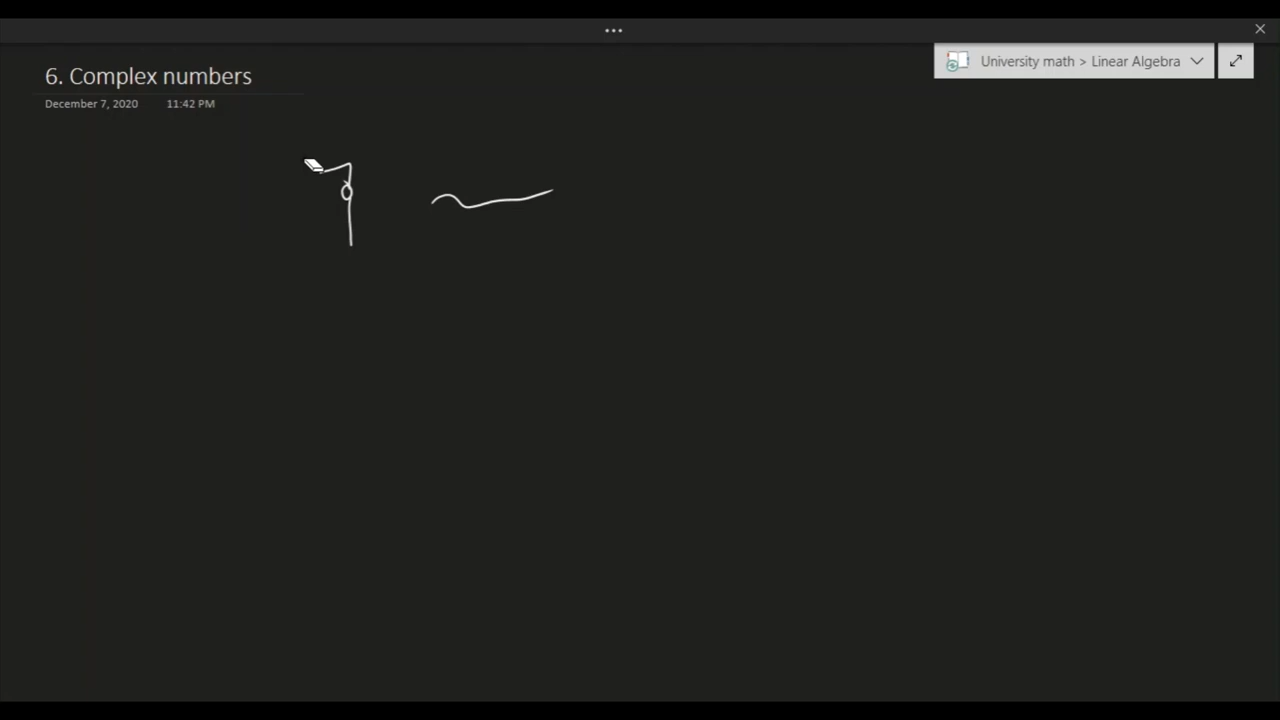 University math > Linear Algebra
6. Complex numbers
December 7, 2020 11:42 PM